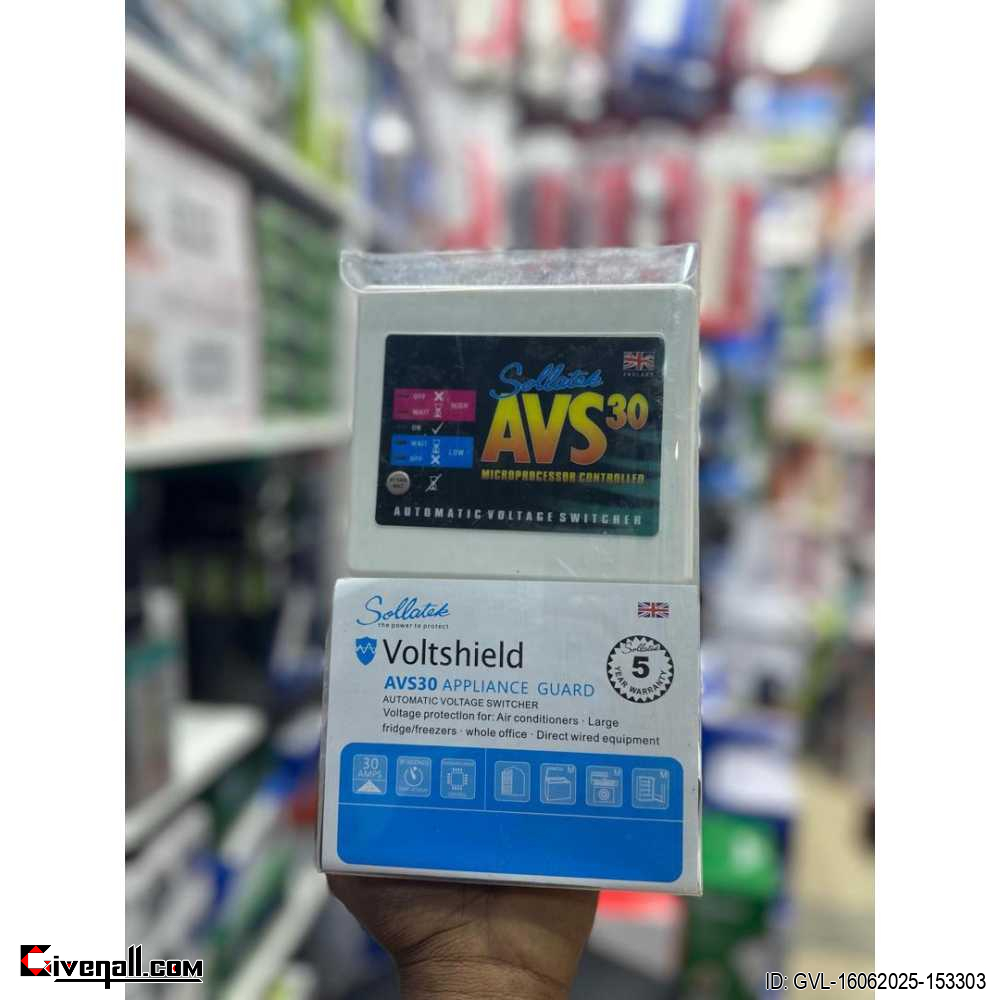 Sollatek
ENGLAND
AVS30
OFF
WAIT
HIGH
ON
WAIT
LOW
OFF
MICROPROCESSOR CONTROLLED
AUTOMATIC VOLTAGE SWITCHER
Sollatek
the power to protect
Voltshield
AVS30 APPLIANCE GUARD
AUTOMATIC VOLTAGE SWITCHER
Voltage protection for: Air conditioners · Large
fridge/freezers · whole office · Direct wired equipment
Sollatek
5
YEAR WARRANTY
30
AMPS
M
M
M
Givenall.com
ID: GVL-16062025-153303